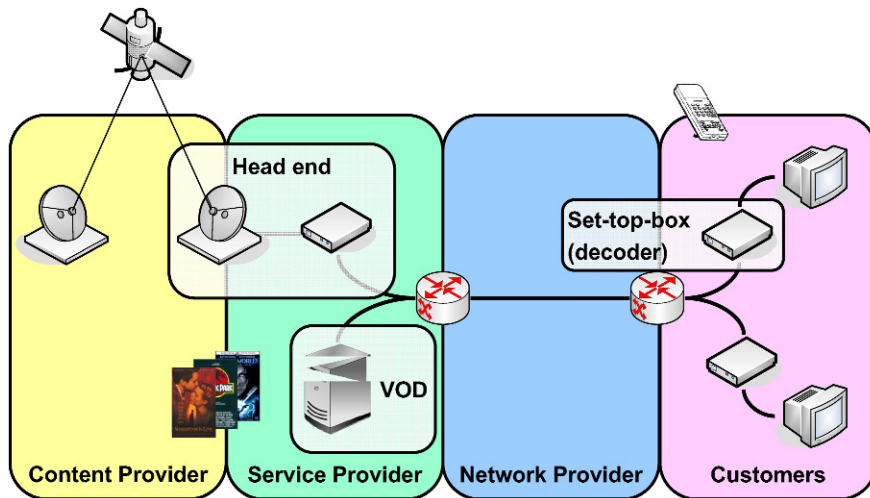 Head end
Set-top-box
(decoder)
VOD
Content Provider
Service Provider
Network Provider
Customers